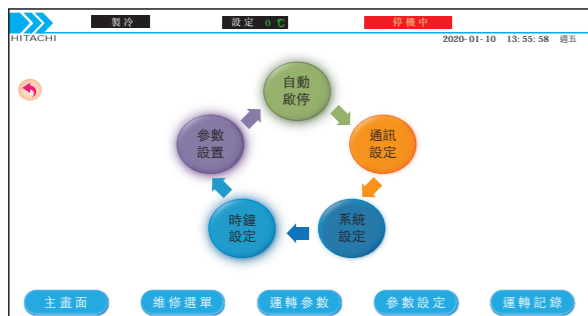 製冷 設定 0 ℃ 停機中
HITACHI 2020-01-10 13:55:58 週五
自動
啟停
參數
設置
通訊
設定
時鐘
設定
系統
設定
主畫面 維修選單 運轉參數 參數設定 運轉記錄